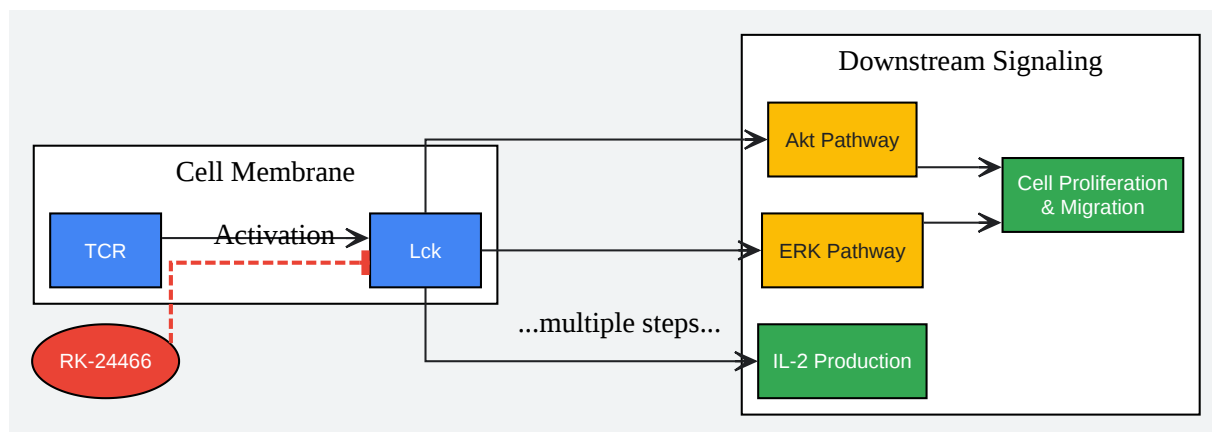 Downstream Signaling
Akt Pathway
Cell Membrane
Cell Proliferation
& Migration
Activation
TCR
Lck
ERK Pathway
...multiple steps...
RK-24466
IL-2 Production